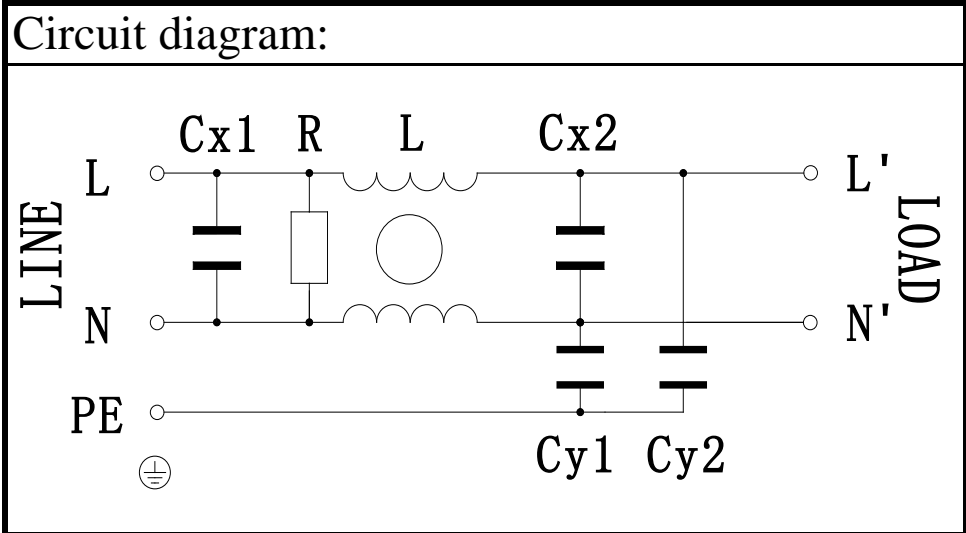 Circuit diagram:
Cx1 R L Cx2
L L'
LINE LOAD
N N'
PE
Cy1 Cy2